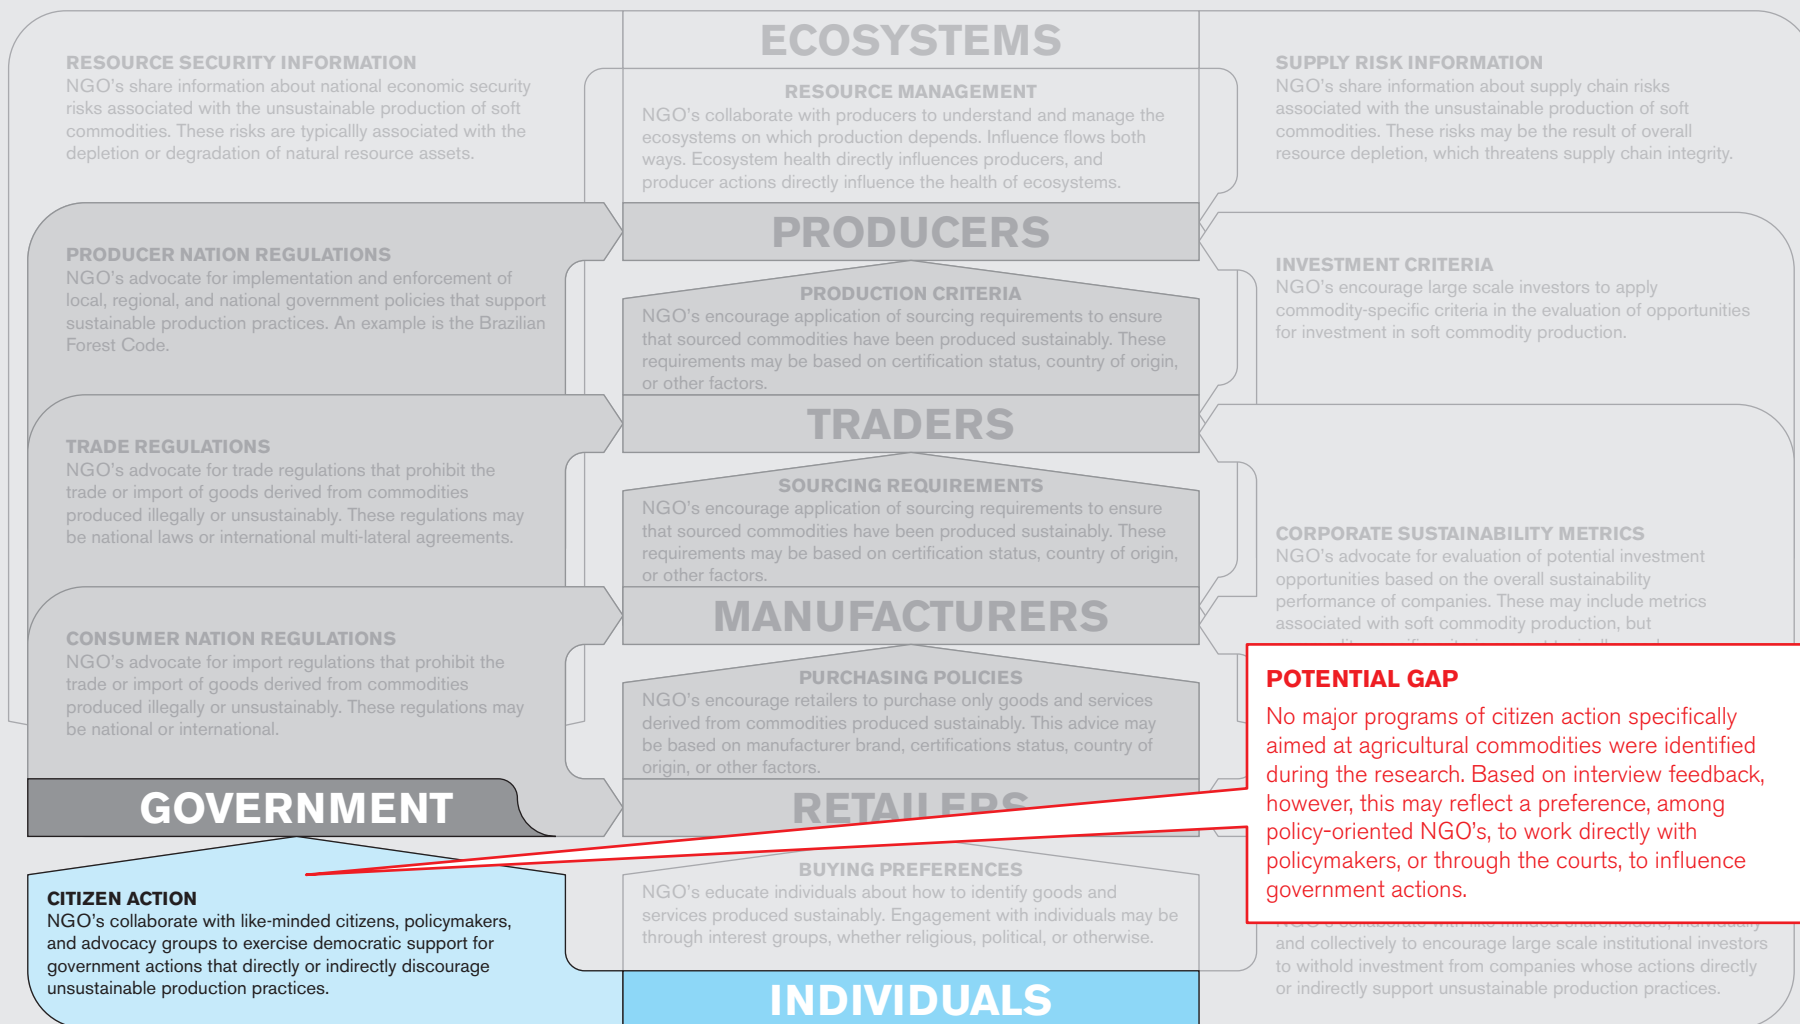 ECOSYSTEMS
RESOURCE SECURITY INFORMATION
NGO's share information about national economic security
risks associated with the unsustainable production of soft
commodities. These risks are typicallly associated with the
depletion or degradation of natural resource assets.
RESOURCE MANAGEMENT
NGO's collaborate with producers to understand and manage the
ecosystems on which production depends. Influence flows both
ways. Ecosystem health directly influences producers, and
producer actions directly influence the health of ecosystems.
SUPPLY RISK INFORMATION
NGO's share information about supply chain risks
associated with the unsustainable production of soft
commodities. These risks may be the result of overall
resource depletion, which threatens supply chain integrity.
PRODUCERS
PRODUCER NATION REGULATIONS
NGO's advocate for implementation and enforcement of
local, regional, and national government policies that support
sustainable production practices. An example is the Brazilian
Forest Code.
PRODUCTION CRITERIA
NGO's encourage application of sourcing requirements to ensure
that sourced commodities have been produced sustainably. These
requirements may be based on certification status, country of origin,
or other factors.
INVESTMENT CRITERIA
NGO's encourage large scale investors to apply
commodity-specific criteria in the evaluation of opportunities
for investment in soft commodity production.
TRADERS
TRADE REGULATIONS
NGO's advocate for trade regulations that prohibit the
trade or import of goods derived from commodities
produced illegally or unsustainably. These regulations may
be national laws or international multi-lateral agreements.
SOURCING REQUIREMENTS
NGO's encourage application of sourcing requirements to ensure
that sourced commodities have been produced sustainably. These
requirements may be based on certification status, country of origin,
or other factors.
CORPORATE SUSTAINABILITY METRICS
NGO's advocate for evaluation of potential investment
opportunities based on the overall sustainability
performance of companies. These may include metrics
associated with soft commodity production, but
MANUFACTURERS
CONSUMER NATION REGULATIONS
NGO's advocate for import regulations that prohibit the
trade or import of goods derived from commodities
produced illegally or unsustainably. These regulations may
be national or international.
PURCHASING POLICIES
NGO's encourage retailers to purchase only goods and services
derived from commodities produced sustainably. This advice may
be based on manufacturer brand, certifications status, country of
origin, or other factors.
POTENTIAL GAP
No major programs of citizen action specifically
aimed at agricultural commodities were identified
during the research. Based on interview feedback,
however, this may reflect a preference, among
policy-oriented NGO's, to work directly with
policymakers, or through the courts, to influence
government actions.
GOVERNMENT
RETAILERS
CITIZEN ACTION
NGO's collaborate with like-minded citizens, policymakers,
and advocacy groups to exercise democratic support for
government actions that directly or indirectly discourage
unsustainable production practices.
BUYING PREFERENCES
NGO's educate individuals about how to identify goods and
services produced sustainably. Engagement with individuals may be
through interest groups, whether religious, political, or otherwise.
NGO's collaborate with like-minded shareholders, individually
and collectively to encourage large scale institutional investors
to withold investment from companies whose actions directly
or indirectly support unsustainable production practices.
INDIVIDUALS